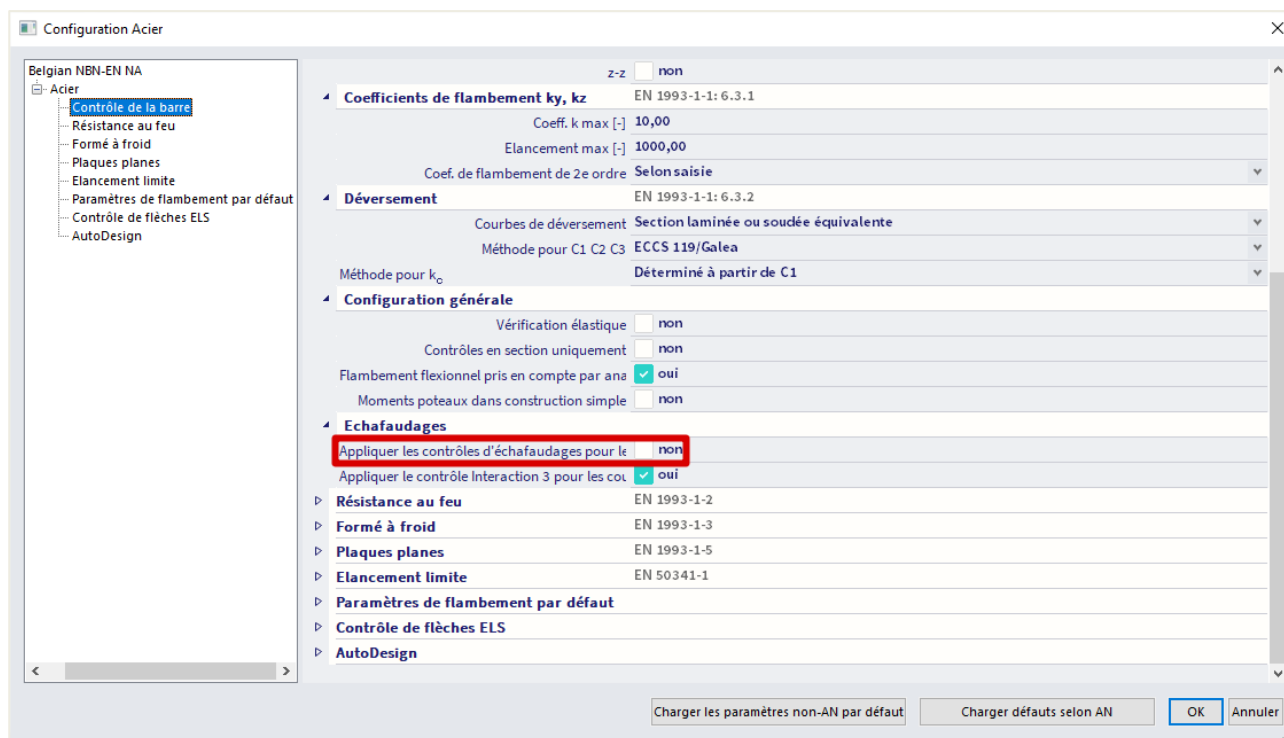 Configuration Acier
Belgian NBN-EN NA
Acier
Contrôle de la barre
Résistance au feu
Formé à froid
Plaques planes
Elancement limite
Paramètres de flambement par défaut
Contrôle de flèches ELS
AutoDesign
z-z non
Coefficients de flambement ky, kz EN 1993-1-1: 6.3.1
Coeff. k max [-] 10,00
Elancement max [-] 1000,00
Coef. de flambement de 2e ordre Selon saisie
Déversement EN 1993-1-1: 6.3.2
Courbes de déversement Section laminée ou soudée équivalente
Méthode pour C1 C2 C3 ECCS 119/Galea
Méthode pour kc Déterminé à partir de C1
Configuration générale
Vérification élastique non
Contrôles en section uniquement non
Flambement flexionnel pris en compte par ana oui
Moments poteaux dans construction simple non
Echafaudages
Appliquer les contrôles d'échafaudages pour le non
Appliquer le contrôle Interaction 3 pour les cou oui
Résistance au feu EN 1993-1-2
Formé à froid EN 1993-1-3
Plaques planes EN 1993-1-5
Elancement limite EN 50341-1
Paramètres de flambement par défaut
Contrôle de flèches ELS
AutoDesign
Charger les paramètres non-AN par défaut Charger défauts selon AN OK Annuler